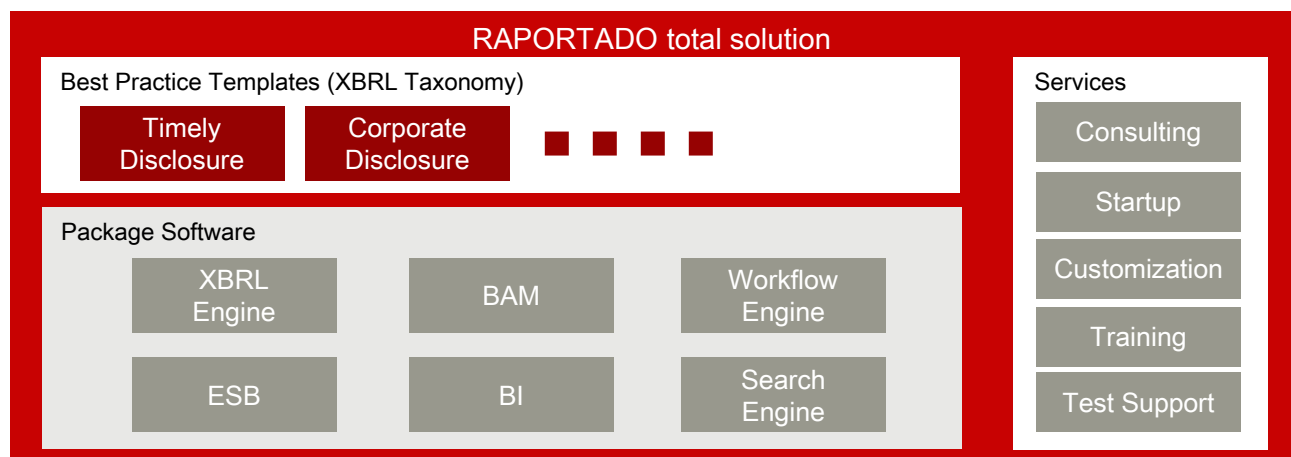 RAPORTADO total solution
Best Practice Templates (XBRL Taxonomy)
Timely
Disclosure
Corporate
Disclosure
Package Software
XBRL
Engine
BAM
Workflow
Engine
ESB
BI
Search
Engine
Services
Consulting
Startup
Customization
Training
Test Support